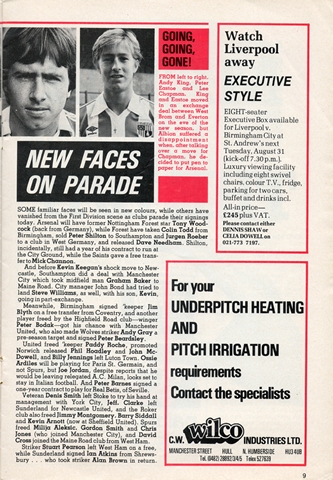 GOING,
GOING,
GONE!
FROM left to right,
Andy King, Peter
Eastoe and Lee
Chapman. King
and Eastoe moved
in an exchange
deal between West
Brom and Everton
on the eve of the
new season, but
Albion suffered a
disappointment
when, after talking
over a move for
Chapman, he de-
cided to put pen to
paper for Arsenal.
NEW FACES
ON PARADE
SOME familiar faces will be seen in new colours, while others have
vanished from the First Division scene as clubs parade their signings
today. Arsenal will have former Nottingham Forest star Tony Wood-
cock (back from Germany), while Forest have taken Colin Todd from
Birmingham, sold Peter Shilton to Southampton and Jurgen Roeber
to a club in West Germany, and released Dave Needham. Shilton,
incidentally, still had a year of his contract to run at
the City Ground, while the Saints gave a free trans-
fer to Mick Channon.
And before Kevin Keegan's shock move to New-
castle, Southampton did a deal with Manchester
City which took midfield man Graham Baker to
Maine Road. City manager John Bond had tried to
land Steve Williams, as well, with his son, Kevin,
going in part-exchange.
Meanwhile, Birmingham signed 'keeper Jim
Blyth on a free transfer from Coventry, and another
player freed by the Highfield Road club—winger
Peter Bodak—got his chance with Manchester
United, who also made Wolves striker Andy Gray a
pre-season target and signed Peter Beardsley.
United freed 'keeper Paddy Roche, promoted
Norwich released Phil Hoadley and John Mc-
Dowell, and Billy Jennings left Luton Town. Ossie
Ardiles will be playing for Paris St. Germain, and
not Spurs, but Joe Jordan, despite reports that he
would be leaving relegated A.C. Milan, looks set to
stay in Italian football. And Peter Barnes signed a
one-year contract to play for Real Betis, of Seville.
Veteran Denis Smith left Stoke to try his hand at
management with York City, Jeff. Clarke left
Sunderland for Newcastle United, and the Roker
club also freed Jimmy Montgomery, Barry Siddall
and Kevin Arnott (now at Sheffield United). Spurs
freed Milija Aleksic, Gordon Smith and Chris
Jones (who joined Manchester City), and David
Cross joined the Maine Road club from West Ham.
Striker Stuart Pearson left West Ham on a free,
while Sunderland signed Ian Atkins from Shrews-
bury . . . who took striker Alan Brown in return.
Watch
Liverpool
away
EXECUTIVE
STYLE
EIGHT-seater
Executive Box available
for Liverpool v.
Birmingham City at
St. Andrew's next
Tuesday, August 31
(kick-off 7.30 p.m.).
Luxury viewing facility
including eight swivel
chairs, colour T.V., fridge,
parking for two cars,
buffet and drinks incl.
All-in price—
£245 plus VAT.
Please contact either
DENNIS SHAW or
CELIA DOWELL @
021-773 7197.
For your
UNDERPITCH HEATING
AND
PITCH IRRIGATION
requirements
Contact the specialists
C.W. wilco INDUSTRIES LTD.
MANCHESTER STREET HULL N. HUMBERSIDE HU3 4UB
Tel. (0482) 28892/3/4/5 Telex 527639
9